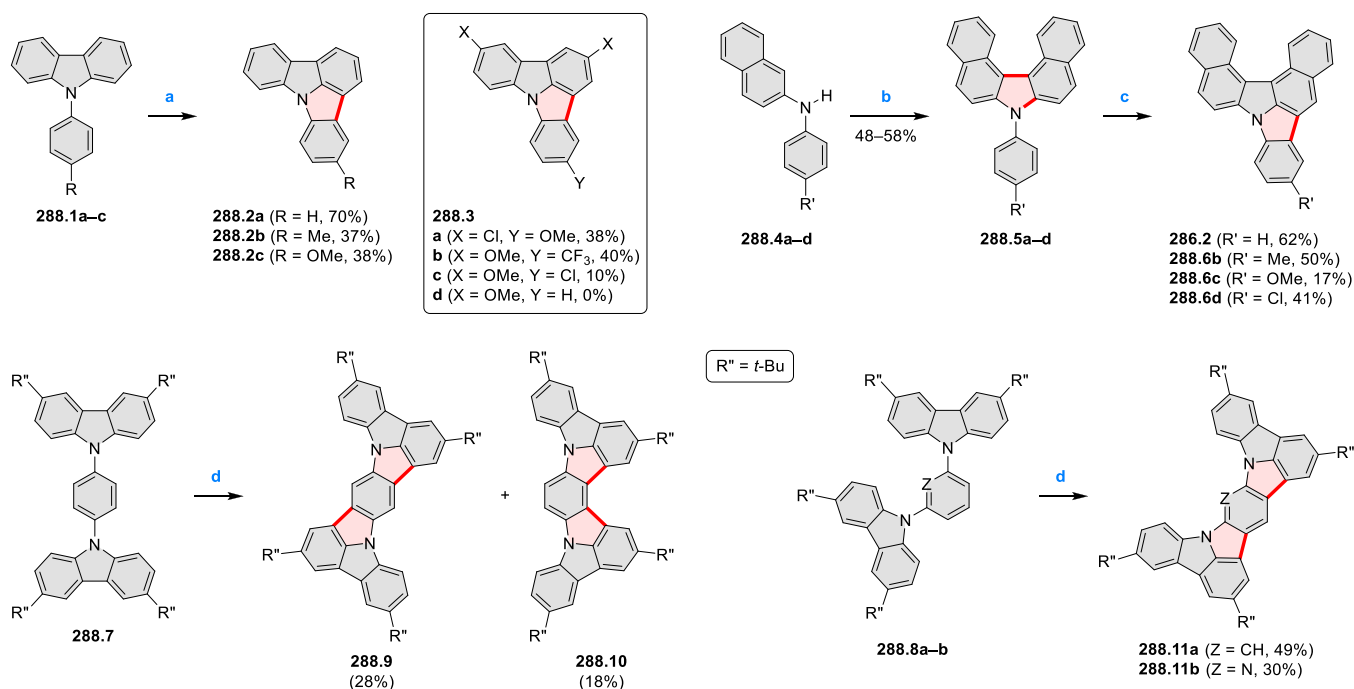 N
R
288.1a–c
a
N
R
288.2a (R = H, 70%)
288.2b (R = Me, 37%)
288.2c (R = OMe, 38%)
X
X
N
Y
288.3
a (X = Cl, Y = OMe, 38%)
b (X = OMe, Y = CF3, 40%)
c (X = OMe, Y = Cl, 10%)
d (X = OMe, Y = H, 0%)
N
H
R'
288.4a–d
b
48–58%
N
R'
288.5a–d
c
N
R'
286.2 (R' = H, 62%)
288.6b (R' = Me, 50%)
288.6c (R' = OMe, 17%)
288.6d (R' = Cl, 41%)
R"
R"
N
N
R"
R"
288.7
d
R"
R"
N
N
R"
R"
288.9
(28%)
+
R"
R"
N
N
R"
R"
288.10
(18%)
R" = t-Bu
R"
R"
N
Z
R"
N
R"
288.8a–b
d
R"
R"
N
Z
N
R"
R"
288.11a (Z = CH, 49%)
288.11b (Z = N, 30%)